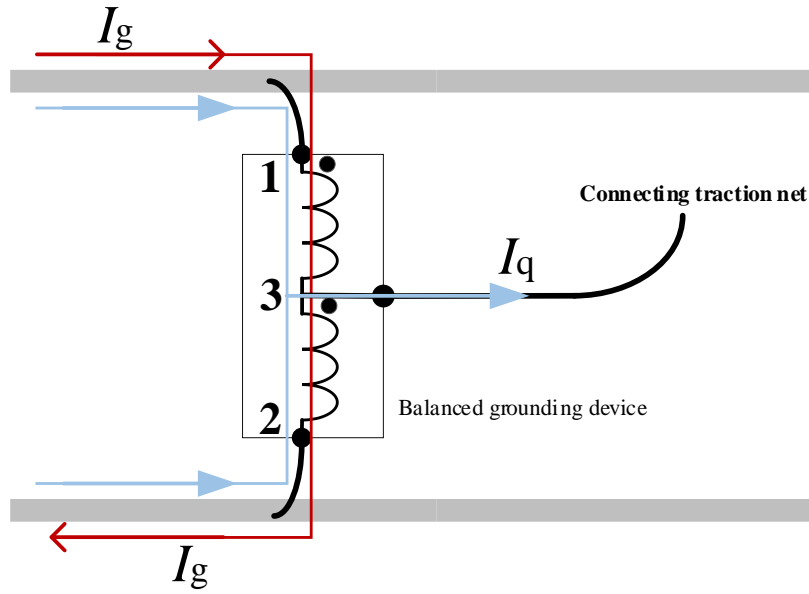 Ig
1
Connecting traction net
Iq
3
2
Balanced grounding device
Ig